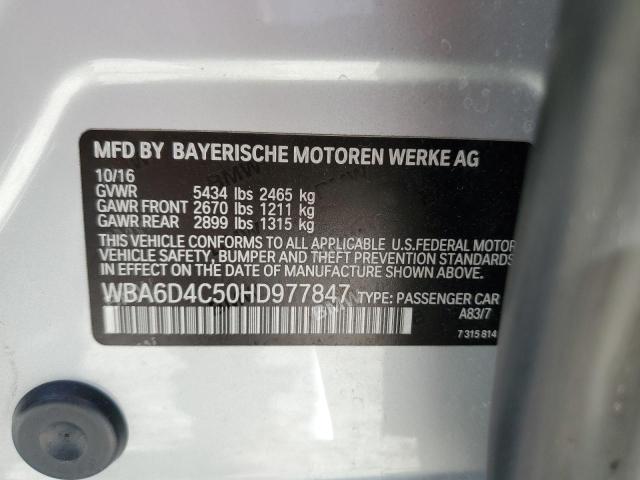 MFD BY BAYERISCHE MOTOREN WERKE AG
10/16
GVWR 5434 lbs 2465 kg
GAWR FRONT 2670 lbs 1211 kg
GAWR REAR 2899 lbs 1315 kg
THIS VEHICLE CONFORMS TO ALL APPLICABLE U.S.FEDERAL MOTOR
VEHICLE SAFETY, BUMPER AND THEFT PREVENTION STANDARDS
IN EFFECT ON THE DATE OF MANUFACTURE SHOWN ABOVE.
WBA6D4C50HD977847 TYPE: PASSENGER CAR
A83/7
7 315 814